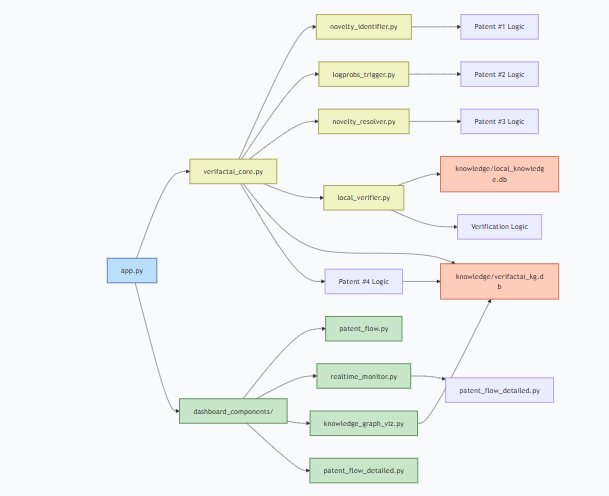 novelty_identifier.py
Patent #1 Logic
logprobs_trigger.py
Patent #2 Logic
novelty_resolver.py
Patent #3 Logic
verifactal_core.py
knowledge/local_knowledg
e.db
local_verifier.py
Verification Logic
app.py
Patent #4 Logic
knowledge/verifactal_kg.d
b
patent_flow.py
realtime_monitor.py
patent_flow_detailed.py
dashboard_components/
knowledge_graph_viz.py
patent_flow_detailed.py